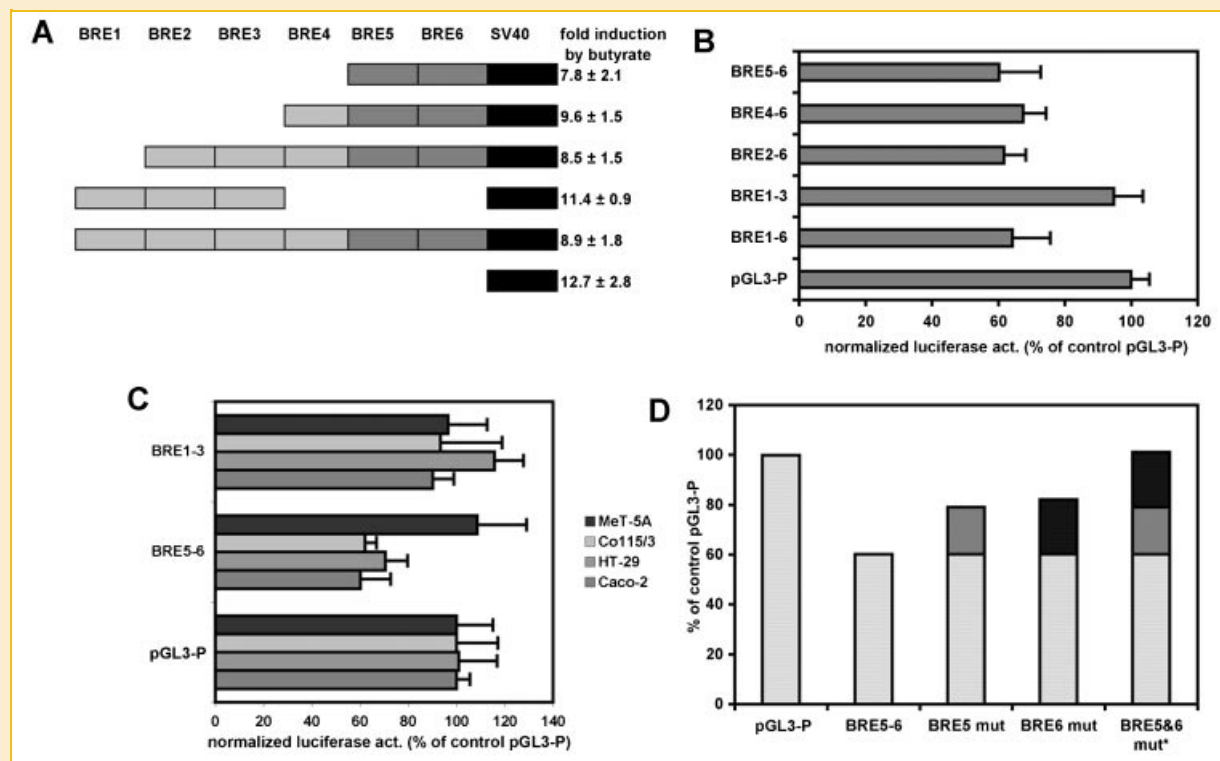 A
BRE1 BRE2 BRE3 BRE4 BRE5 BRE6 SV40 fold induction
by butyrate
7.8 ± 2.1
9.6 ± 1.5
8.5 ± 1.5
11.4 ± 0.9
8.9 ± 1.8
12.7 ± 2.8
B
BRE5-6
BRE4-6
BRE2-6
BRE1-3
BRE1-6
pGL3-P
0 20 40 60 80 100 120
normalized luciferase act. (% of control pGL3-P)
C
BRE1-3
BRE5-6
pGL3-P
MeT-5A
Co115/3
HT-29
Caco-2
0 20 40 60 80 100 120 140
normalized luciferase act. (% of control pGL3-P)
D
% of control pGL3-P
120
100
80
60
40
20
0
pGL3-P BRE5-6 BRE5 mut BRE6 mut BRE5&6
mut*